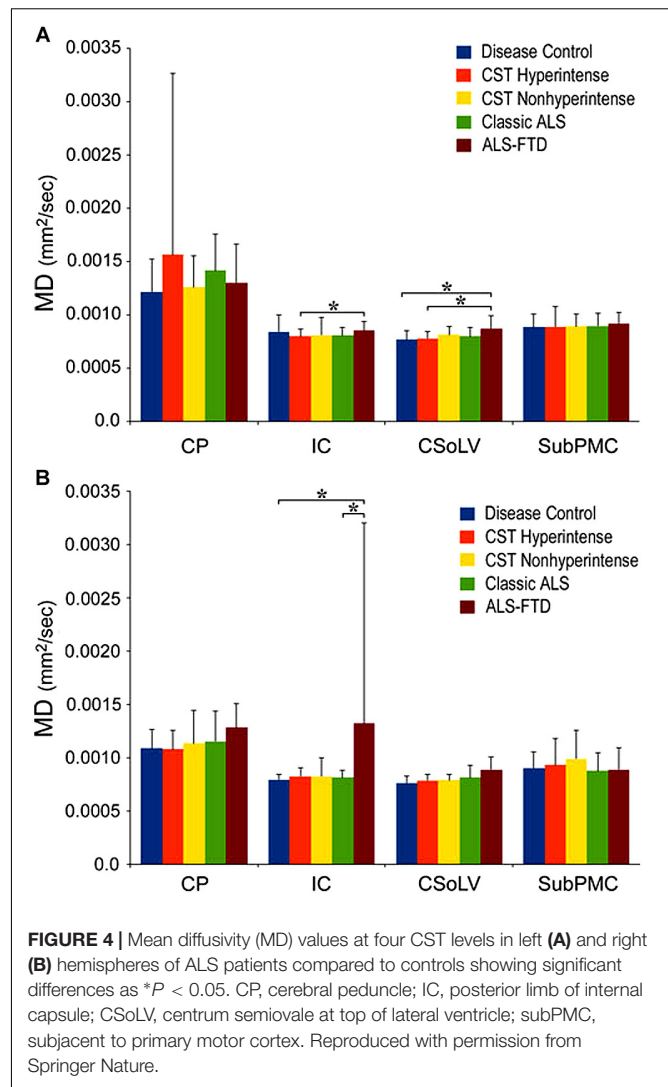 A
0.0035
0.0030
0.0025
0.0020
0.0015
0.0010
0.0005
0.0
MD (mm²/sec)
Disease Control
CST Hyperintense
CST Nonhyperintense
Classic ALS
ALS-FTD
*
*
*
CP IC CSoLV SubPMC
B
0.0035
0.0030
0.0025
0.0020
0.0015
0.0010
0.0005
0.0
MD (mm²/sec)
*
*
Disease Control
CST Hyperintense
CST Nonhyperintense
Classic ALS
ALS-FTD
CP IC CSoLV SubPMC
FIGURE 4 | Mean diffusivity (MD) values at four CST levels in left (A) and right
(B) hemispheres of ALS patients compared to controls showing significant
differences as *P < 0.05. CP, cerebral peduncle; IC, posterior limb of internal
capsule; CSoLV, centrum semiovale at top of lateral ventricle; subPMC,
subjacent to primary motor cortex. Reproduced with permission from
Springer Nature.